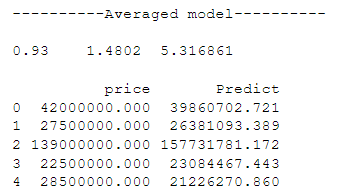 ----------Averaged model----------
0.93 1.4802 5.316861
price Predict
0 42000000.000 39860702.721
1 27500000.000 26381093.389
2 139000000.000 157731781.172
3 22500000.000 23084467.443
4 28500000.000 21226270.860